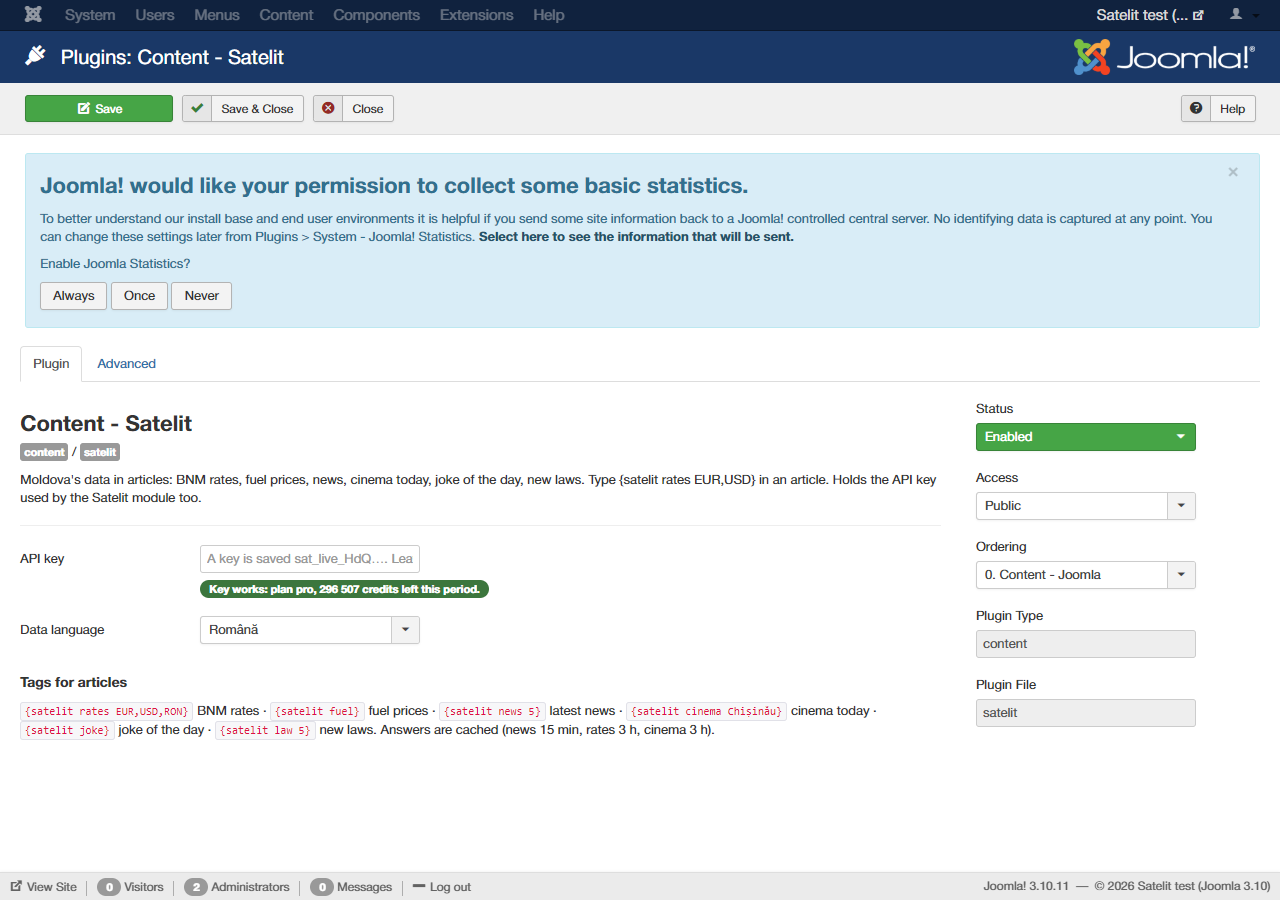 System Users Menus Content Components Extensions Help Satelit test (...
Plugins: Content - Satelit Joomla!®
Save Save & Close Close Help
Joomla! would like your permission to collect some basic statistics. ×
To better understand our install base and end user environments it is helpful if you send some site information back to a Joomla! controlled central server. No identifying data is captured at any point. You
can change these settings later from Plugins > System - Joomla! Statistics. Select here to see the information that will be sent.
Enable Joomla Statistics?
Always Once Never
Plugin Advanced
Content - Satelit
content / satelit
Moldova's data in articles: BNM rates, fuel prices, news, cinema today, joke of the day, new laws. Type {satelit rates EUR,USD} in an article. Holds the API key
used by the Satelit module too.
API key A key is saved sat_live_HdQ.... Lea
Key works: plan pro, 296 507 credits left this period.
Data language Română
Tags for articles
{satelit rates EUR,USD,RON} BNM rates · {satelit fuel} fuel prices · {satelit news 5} latest news · {satelit cinema Chișinău} cinema today ·
{satelit joke} joke of the day · {satelit law 5} new laws. Answers are cached (news 15 min, rates 3 h, cinema 3 h).
Status
Enabled
Access
Public
Ordering
0. Content - Joomla
Plugin Type
content
Plugin File
satelit
View Site 0 Visitors 2 Administrators 0 Messages Log out Joomla! 3.10.11 — © 2026 Satelit test (Joomla 3.10)